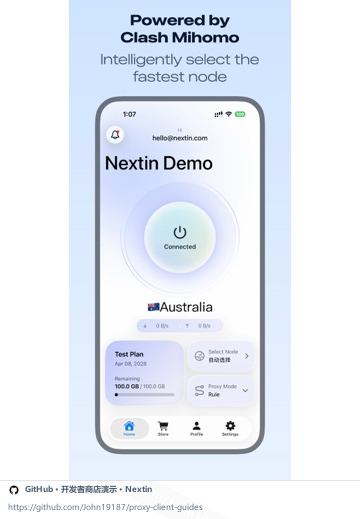 Powered by
Clash Mihomo
Intelligently select the
fastest node
1:07
hello@nextin.com
Nextin Demo
Connected
Australia
0 B/s
0 B/s
Test Plan
Apr 08, 2028
Remaining
100.0 GB / 100.0 GB
Select Node
自动选择
Proxy Mode
Rule
Home
Store
Profile
Settings
GitHub • 开发者商店演示 • Nextin
https://github.com/John19187/proxy-client-guides